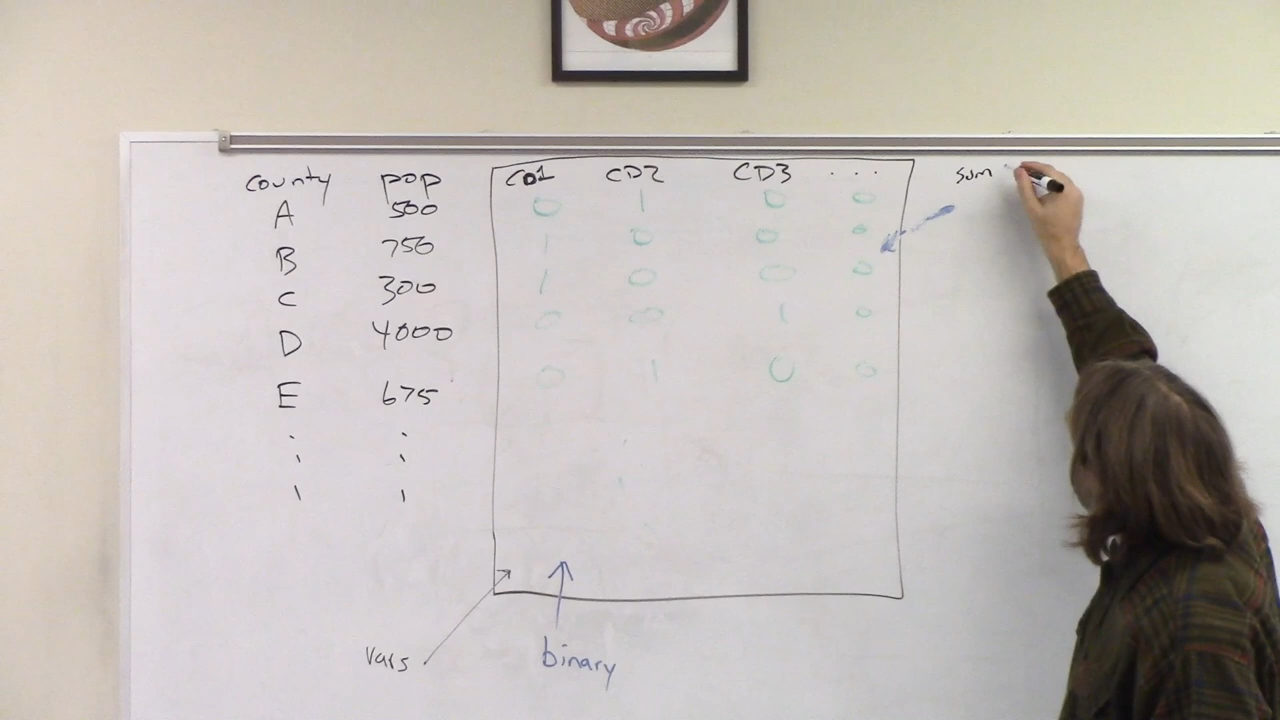 county pop CD1 CD2 CD3 ... sum
A 500 0 1 0 0
B 750 1 0 0 0
C 300 1 0 0 0
D 4000 0 0 1 0
E 675 0 1 0 0
vars
binary